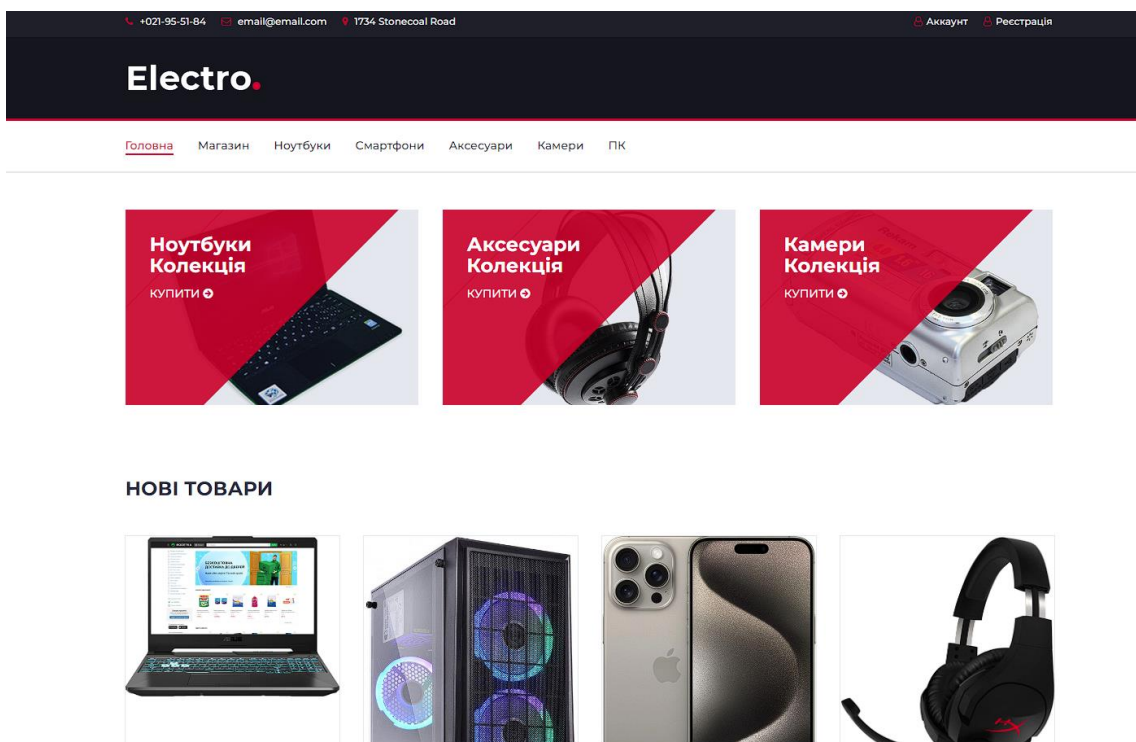 +021-95-51-84 email@email.com 1734 Stonecoal Road Аккаунт Реєстрація
Electro.
Головна Магазин Ноутбуки Смартфони Аксесуари Камери ПК
Ноутбуки
Колекція
КУПИТИ
Аксесуари
Колекція
КУПИТИ
Камери
Колекція
КУПИТИ
НОВІ ТОВАРИ